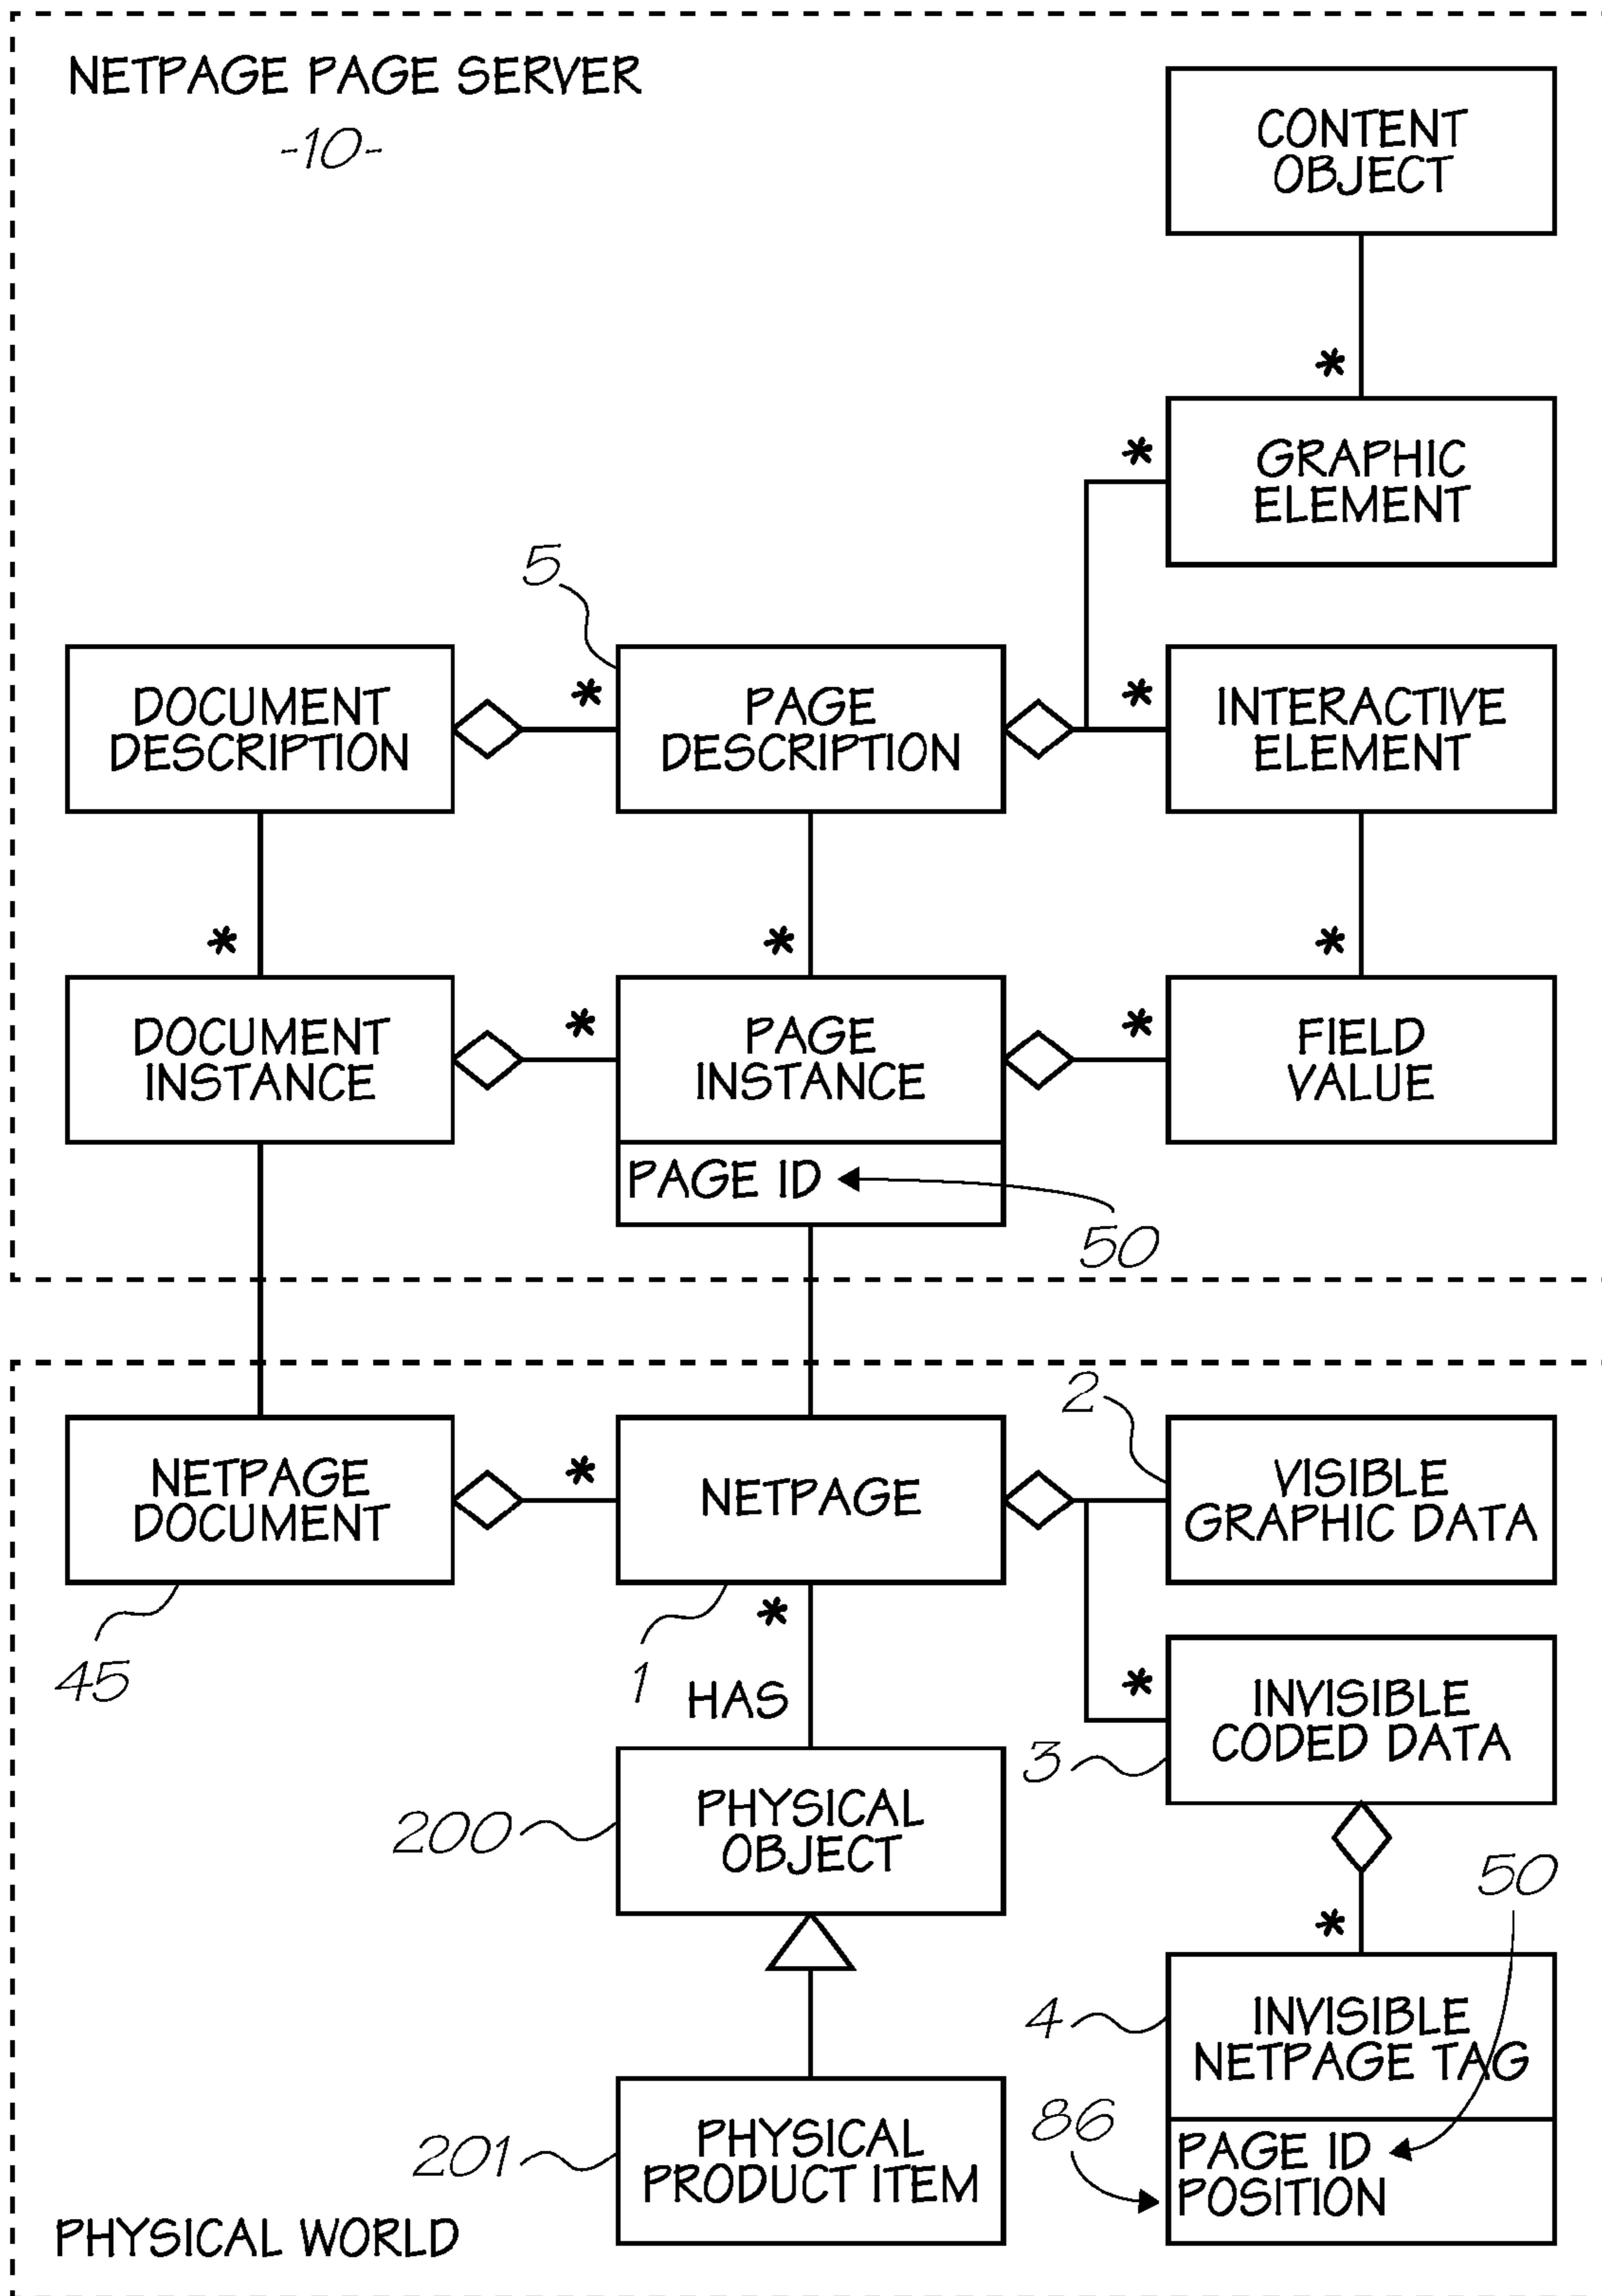 NETPAGE PAGE SERVER
-10-
CONTENT
OBJECT
*
*
GRAPHIC
ELEMENT
5
DOCUMENT
DESCRIPTION
*
PAGE
DESCRIPTION
*
INTERACTIVE
ELEMENT
*
*
*
DOCUMENT
INSTANCE
*
PAGE
INSTANCE
*
FIELD
VALUE
PAGE ID
50
2
NETPAGE
DOCUMENT
*
NETPAGE
VISIBLE
GRAPHIC DATA
45
1
*
HAS
*
INVISIBLE
CODED DATA
3
200
PHYSICAL
OBJECT
50
*
4
INVISIBLE
NETPAGE TAG
86
PAGE ID
POSITION
201
PHYSICAL
PRODUCT ITEM
PHYSICAL WORLD